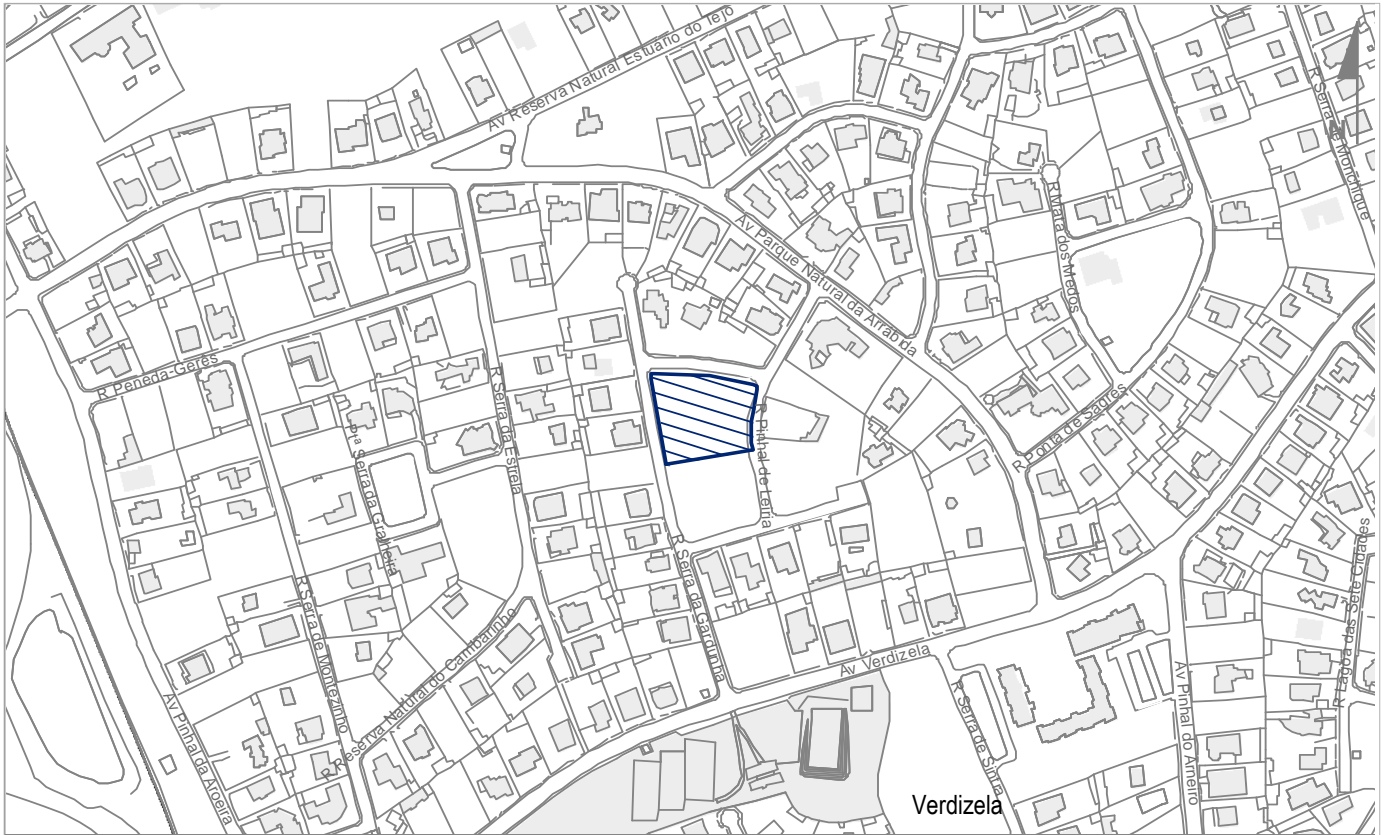 Av Reserva Natural Estuário do Tejo
R Serra de Monchique
N
R Mata dos Medos
Av Parque Natural da Arrábida
R Peneda-Gerês
R Serra da Estrela
Pta Serra da Gralheira
R Pinhal de Leiria
R Ponta de Sagres
R Serra da Gardunha
R Serra de Montezinho
R Reserva Natural do Cambarinho
Av Pinhal da Aroeira
Av Verdizela
R Serra de Sintra
Av Pinhal do Arneiro
R Lagoa das Sete Cidades
Verdizela